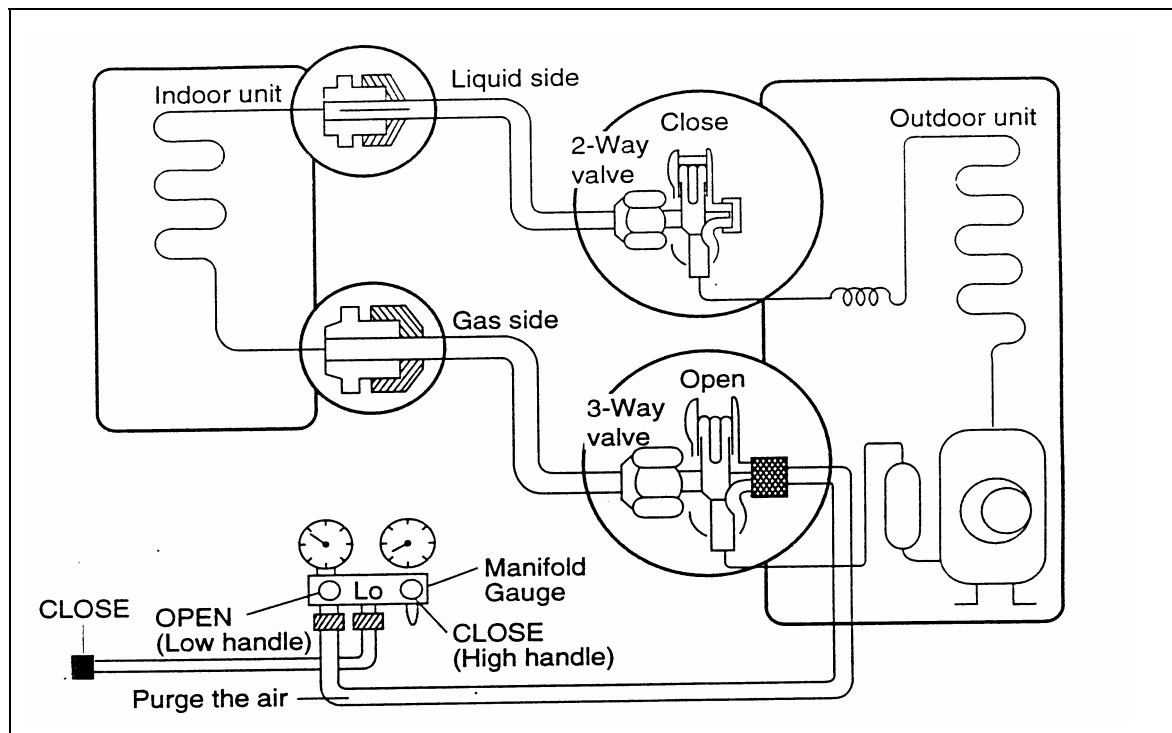 Indoor unit
Liquid side
Close
2-Way
valve
Outdoor unit
Gas side
Open
3-Way
valve
Lo
Manifold
Gauge
CLOSE
OPEN
(Low handle)
CLOSE
(High handle)
Purge the air